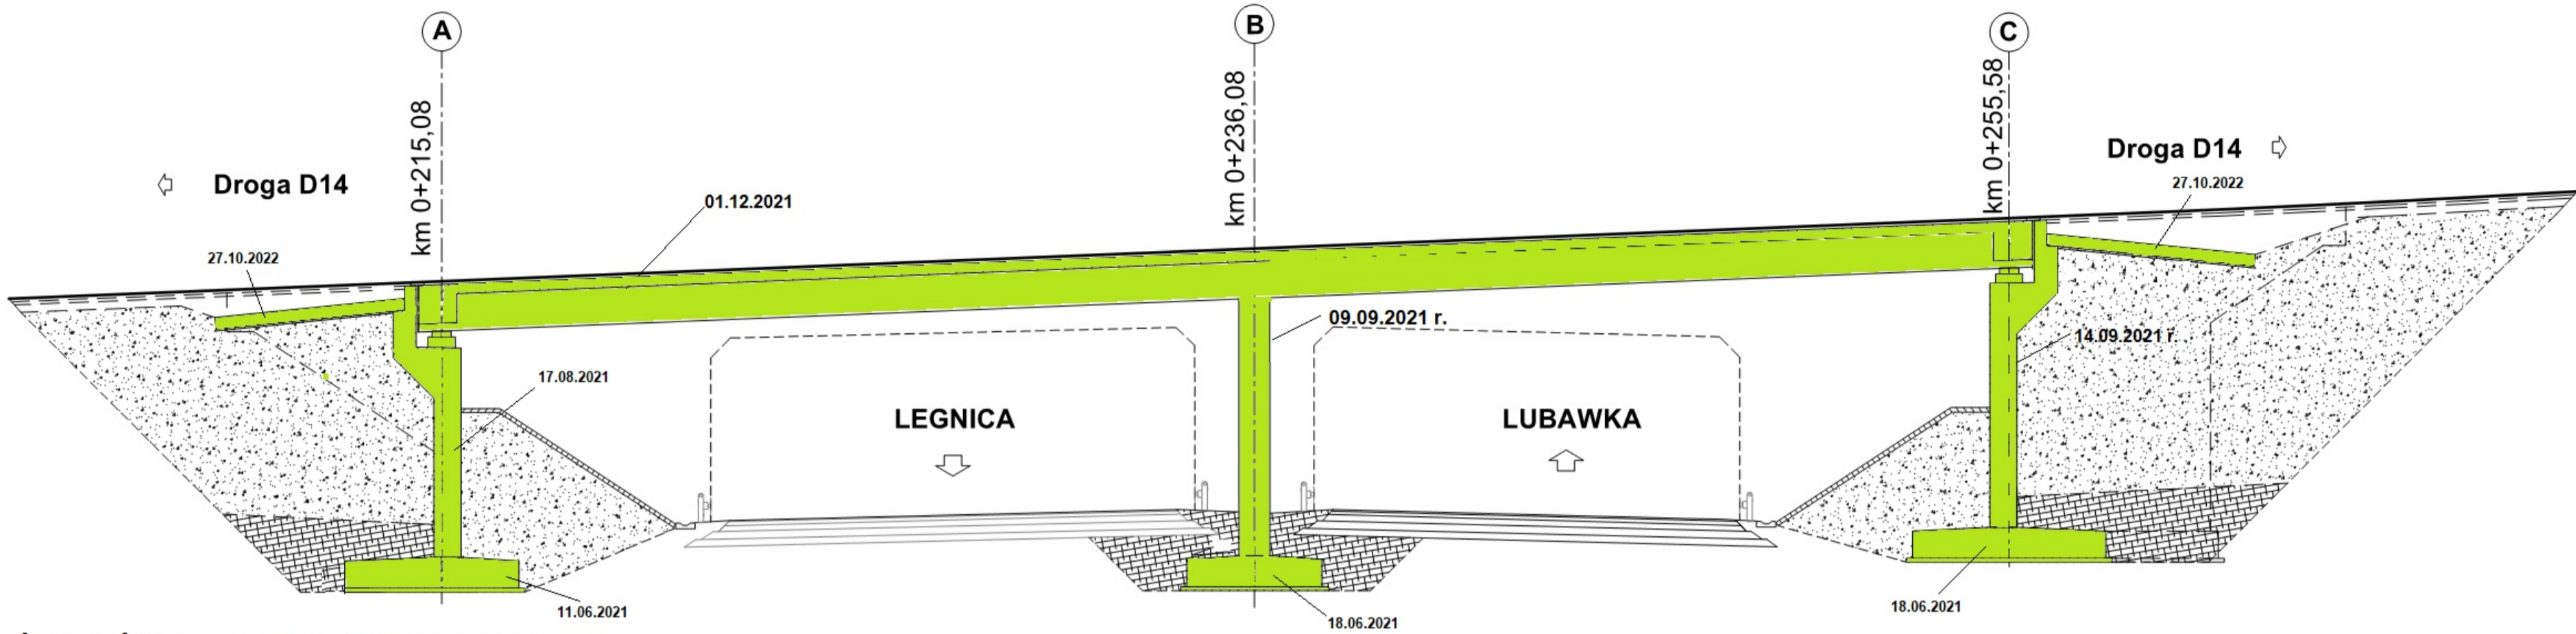 A
B
C
km 0+215,08
km 0+236,08
km 0+255,58
Droga D14
Droga D14
27.10.2022
01.12.2021
27.10.2022
09.09.2021 r.
14.09.2021 r.
17.08.2021
LEGNICA
LUBAWKA
11.06.2021
18.06.2021
18.06.2021